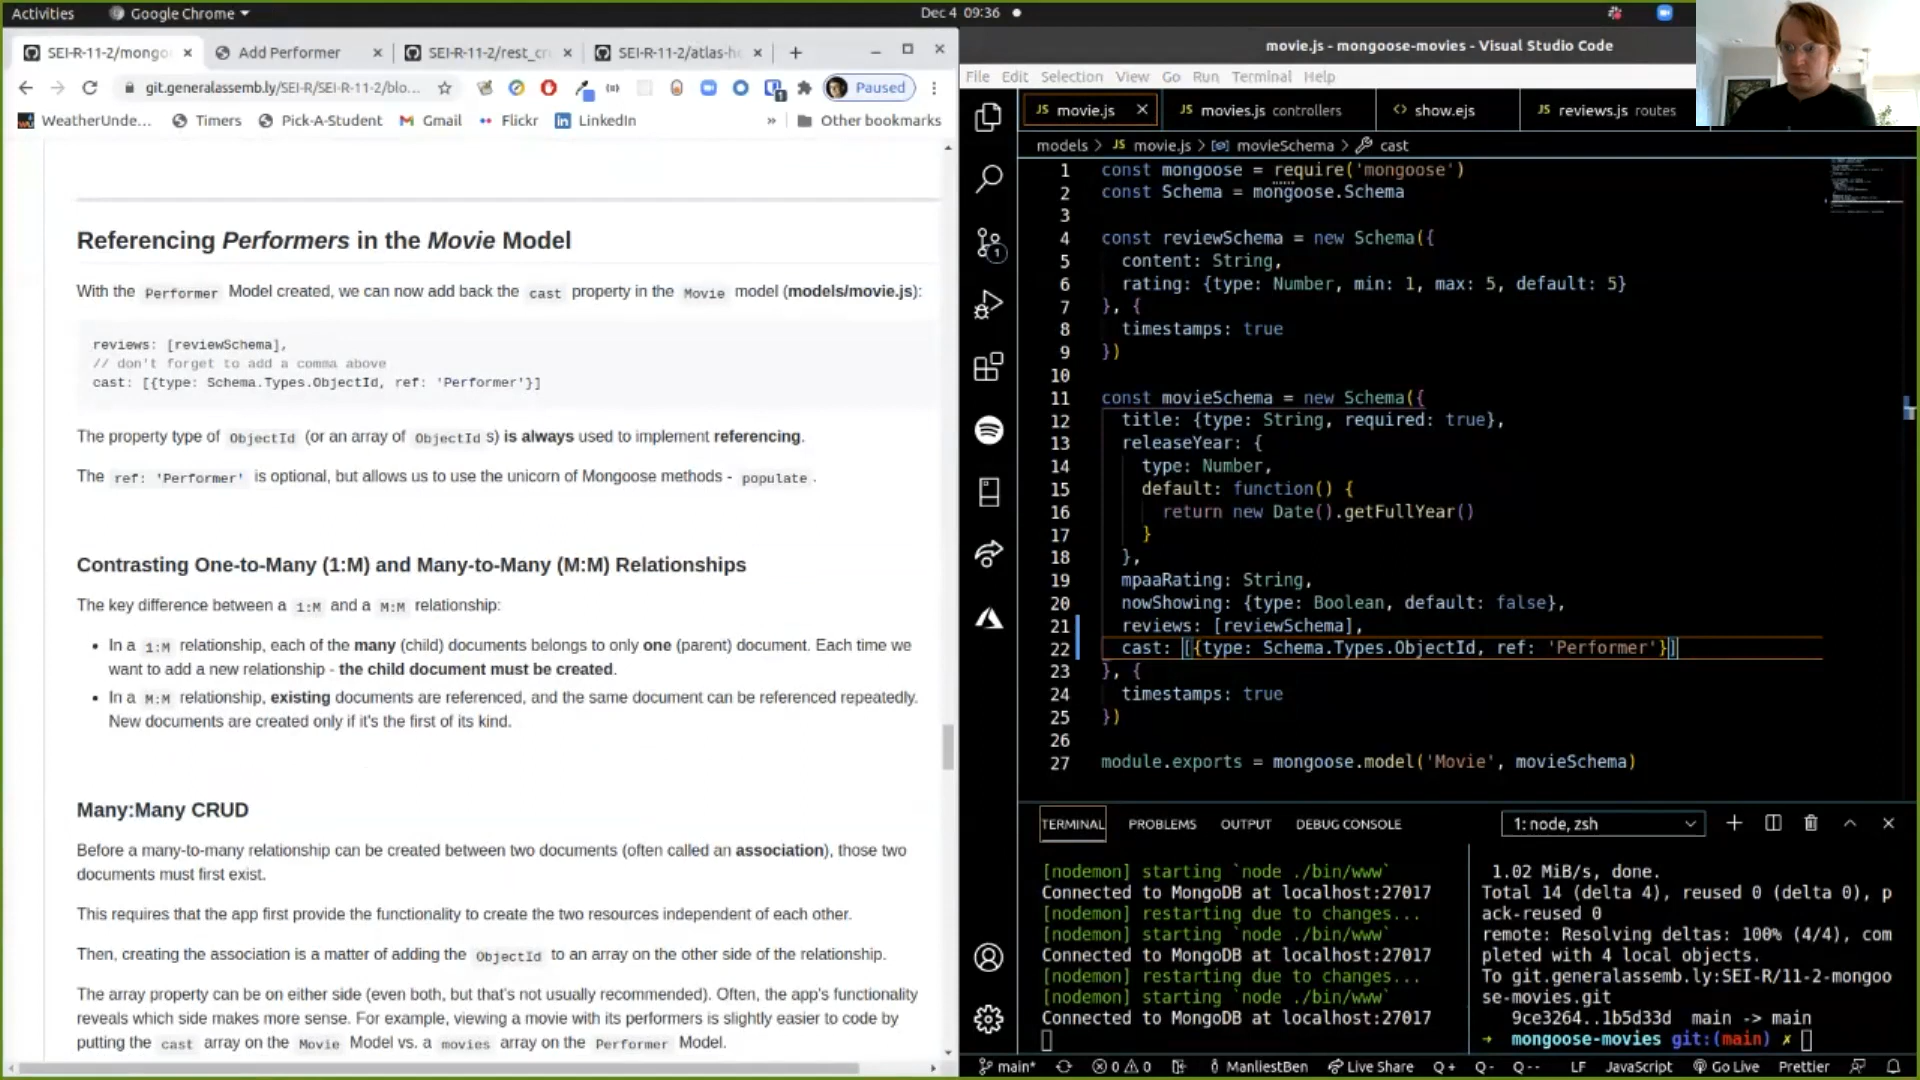 Activities
Google Chrome
Dec 4 09:36
SEI-R-11-2/mongo
Add Performer
SEI-R-11-2/rest_cr
SEI-R-11-2/atlas-ho
git.generalassemb.ly/SEI-R/SEI-R-11-2/blo...
Paused
WeatherUnde...
Timers
Pick-A-Student
Gmail
Flickr
LinkedIn
»
Other bookmarks
Referencing Performers in the Movie Model
With the Performer Model created, we can now add back the cast property in the Movie model (models/movie.js):
reviews: [reviewSchema],
// don't forget to add a comma above
cast: [{type: Schema.Types.ObjectId, ref: 'Performer'}]
The property type of ObjectId (or an array of ObjectId s) is always used to implement referencing.
The ref: 'Performer' is optional, but allows us to use the unicorn of Mongoose methods - populate .
Contrasting One-to-Many (1:M) and Many-to-Many (M:M) Relationships
The key difference between a 1:M and a M:M relationship:
• In a 1:M relationship, each of the many (child) documents belongs to only one (parent) document. Each time we
want to add a new relationship - the child document must be created.
• In a M:M relationship, existing documents are referenced, and the same document can be referenced repeatedly.
New documents are created only if it's the first of its kind.
Many:Many CRUD
Before a many-to-many relationship can be created between two documents (often called an association), those two
documents must first exist.
This requires that the app first provide the functionality to create the two resources independent of each other.
Then, creating the association is a matter of adding the ObjectId to an array on the other side of the relationship.
The array property can be on either side (even both, but that's not usually recommended). Often, the app's functionality
reveals which side makes more sense. For example, viewing a movie with its performers is slightly easier to code by
putting the cast array on the Movie Model vs. a movies array on the Performer Model.
movie.js - mongoose-movies - Visual Studio Code
File Edit Selection View Go Run Terminal Help
JS movie.js
JS movies.js controllers
<> show.ejs
JS reviews.js routes
models > JS movie.js > movieSchema > cast
1 const mongoose = require('mongoose')
2 const Schema = mongoose.Schema
3
4 const reviewSchema = new Schema({
5 content: String,
6 rating: {type: Number, min: 1, max: 5, default: 5}
7 }, {
8 timestamps: true
9 })
10
11 const movieSchema = new Schema({
12 title: {type: String, required: true},
13 releaseYear: {
14 type: Number,
15 default: function() {
16 return new Date().getFullYear()
17 }
18 },
19 mpaaRating: String,
20 nowShowing: {type: Boolean, default: false},
21 reviews: [reviewSchema],
22 cast: [{type: Schema.Types.ObjectId, ref: 'Performer'}]
23 }, {
24 timestamps: true
25 })
26
27 module.exports = mongoose.model('Movie', movieSchema)
1
TERMINAL PROBLEMS OUTPUT DEBUG CONSOLE
1: node, zsh
[nodemon] starting `node ./bin/www`
Connected to MongoDB at localhost:27017
[nodemon] restarting due to changes...
[nodemon] starting `node ./bin/www`
Connected to MongoDB at localhost:27017
[nodemon] restarting due to changes...
[nodemon] starting `node ./bin/www`
Connected to MongoDB at localhost:27017
1.02 MiB/s, done.
Total 14 (delta 4), reused 0 (delta 0), p
ack-reused 0
remote: Resolving deltas: 100% (4/4), com
pleted with 4 local objects.
To git.generalassemb.ly:SEI-R/11-2-mongoo
se-movies.git
9ce3264..1b5d33d main -> main
→ mongoose-movies git:(main) ✗
main* 0 0 ManliestBen Live Share Q+ Q- Q-- LF JavaScript Go Live Prettier